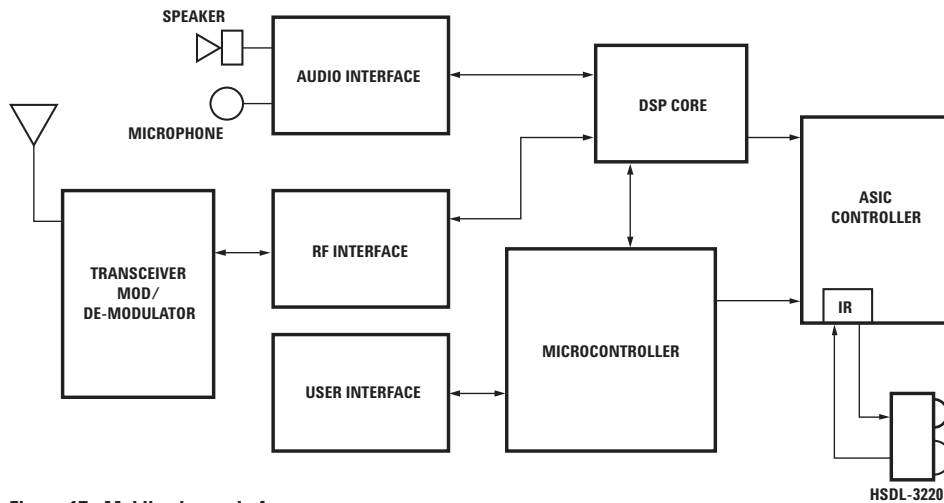 SPEAKER
AUDIO INTERFACE
MICROPHONE
DSP CORE
ASIC
CONTROLLER
RF INTERFACE
TRANSCEIVER
MOD/
DE-MODULATOR
IR
MICROCONTROLLER
USER INTERFACE
HSDL-3220